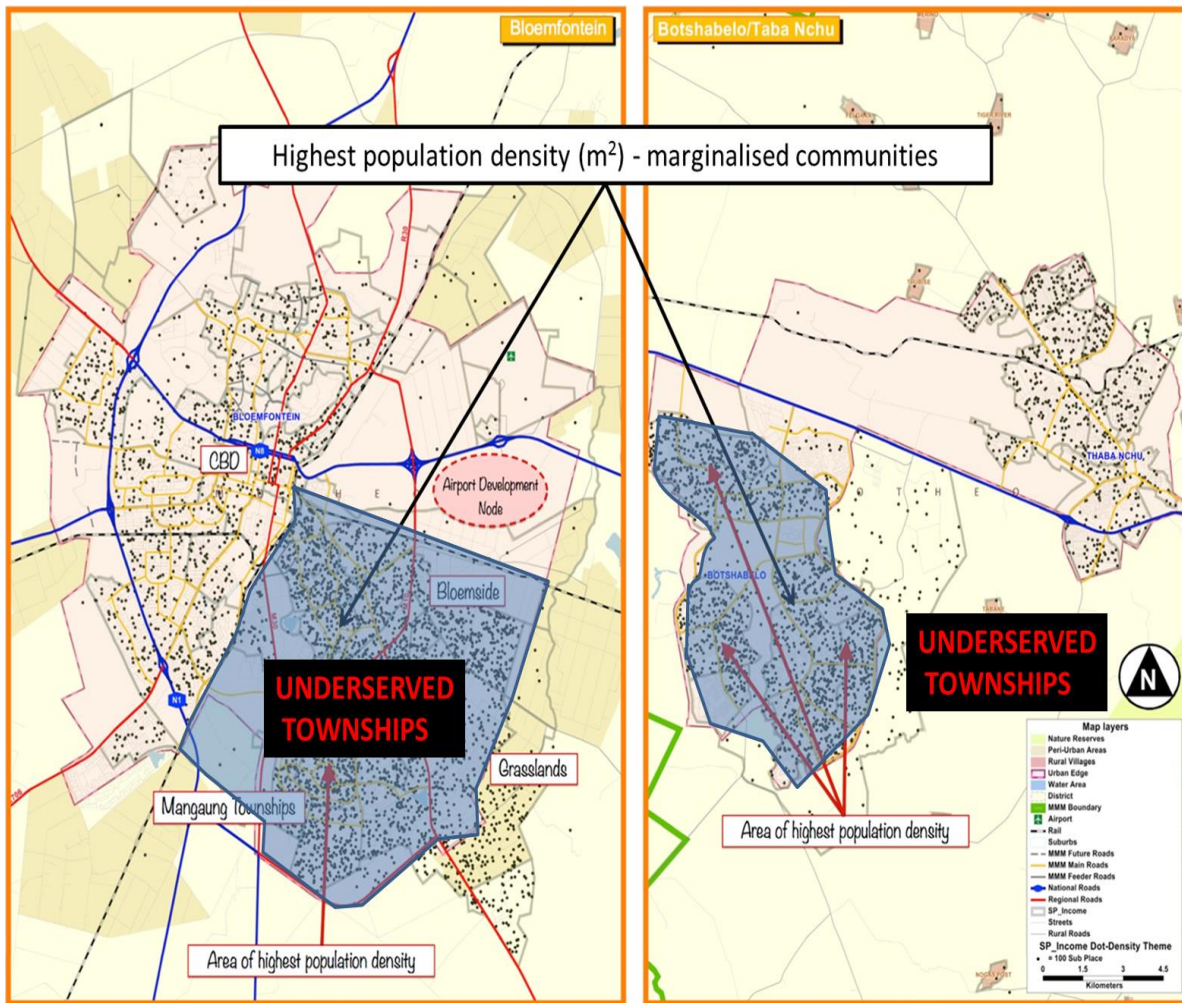 Bloemfontein
Botshabelo/Taba Nchu
TIGER RIVER
Highest population density (m²) - marginalised communities
R30
BLOEMFONTEIN
N8
CBD
Airport Development
Node
THABA NCHU
O T H E O
H E
Bloemside
BOTSHABELO
UNDERSERVED
TOWNSHIPS
UNDERSERVED
TOWNSHIPS
N1
N
Grasslands
Mangaung Townships
Area of highest population density
Area of highest population density
Map layers
Nature Reserves
Peri-Urban Areas
Rural Villages
Urban Edge
Water Area
District
MMM Boundary
Airport
Rail
Suburbs
MMM Future Roads
MMM Main Roads
MMM Feeder Roads
National Roads
Regional Roads
SP_Income
Streets
Rural Roads
SP_Income Dot-Density Theme
= 100 Sub Place
0 1.5 3 4.5
Kilometers